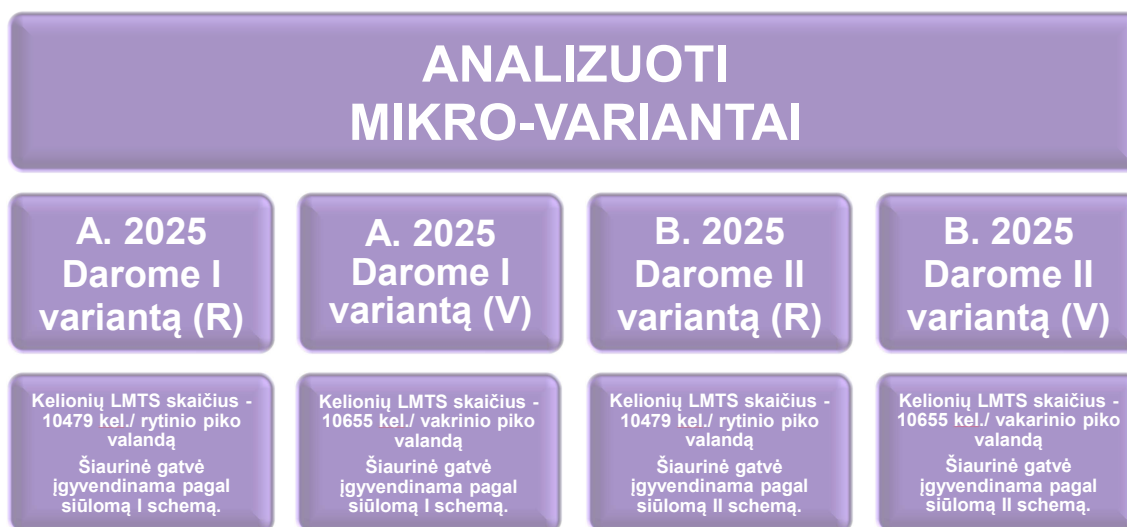 ANALIZUOTI
MIKRO-VARIANTAI
A. 2025
Darome I
variantą (R)
Kelionių LMTS skaičius -
10479 kel./ rytinio piko
valandą
Šiaurinė gatvė
įgyvendinama pagal
siūlomą I schemą.
A. 2025
Darome I
variantą (V)
Kelionių LMTS skaičius -
10655 kel./ vakrinio piko
valandą
Šiaurinė gatvė
įgyvendinama pagal
siūlomą I schemą.
B. 2025
Darome II
variantą (R)
Kelionių LMTS skaičius -
10479 kel./ rytinio piko
valandą
Šiaurinė gatvė
įgyvendinama pagal
siūlomą II schemą.
B. 2025
Darome II
variantą (V)
Kelionių LMTS skaičius -
10655 kel./ vakarinio piko
valandą
Šiaurinė gatvė
įgyvendinama pagal
siūlomą II schemą.